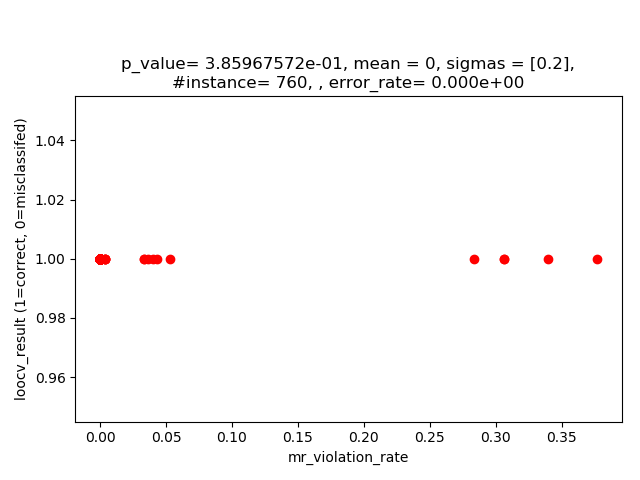 p_value= 3.85967572e-01, mean = 0, sigmas = [0.2],
#instance= 760, , error_rate= 0.000e+00
loocv_result (1=correct, 0=misclassifed)
1.04
1.02
1.00
0.98
0.96
0.00 0.05 0.10 0.15 0.20 0.25 0.30 0.35
mr_violation_rate